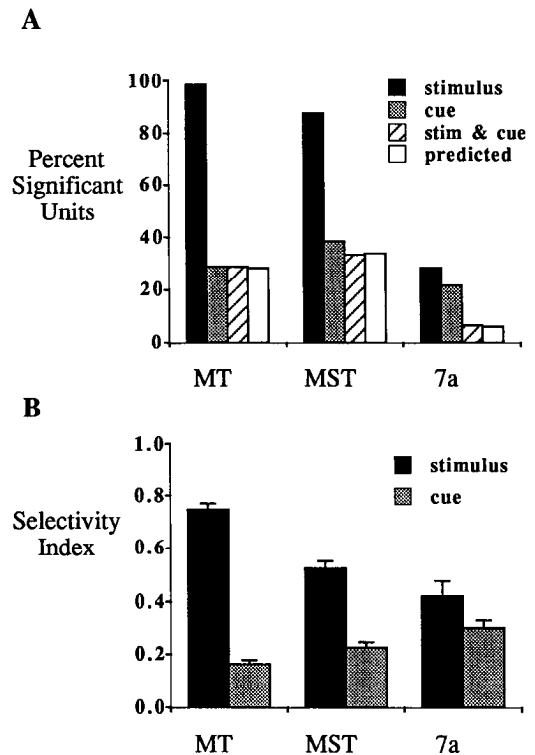 A
100
80
60
40
20
0
Percent
Significant
Units
stimulus
cue
stim & cue
predicted
MT
MST
7a
B
1.0
0.8
0.6
0.4
0.2
0.0
Selectivity
Index
stimulus
cue
MT
MST
7a